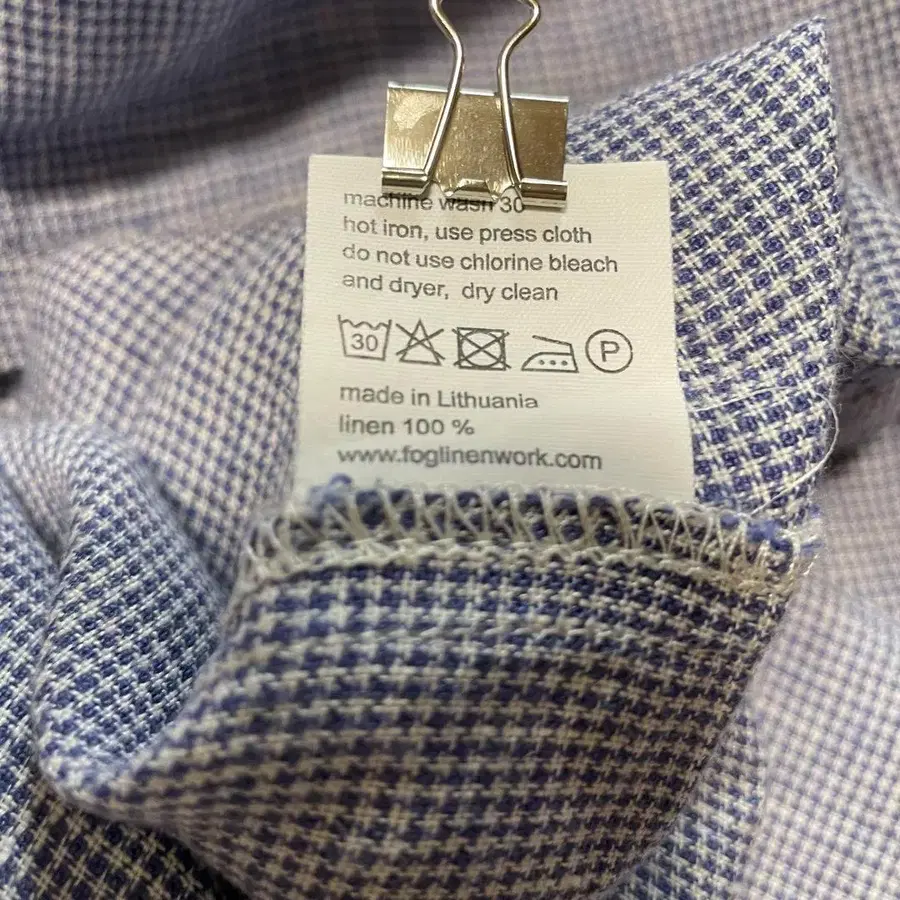 machine wash 30
hot iron, use press cloth
do not use chlorine bleach
and dryer, dry clean
30 P
made in Lithuania
linen 100 %
www.foglinenwork.com